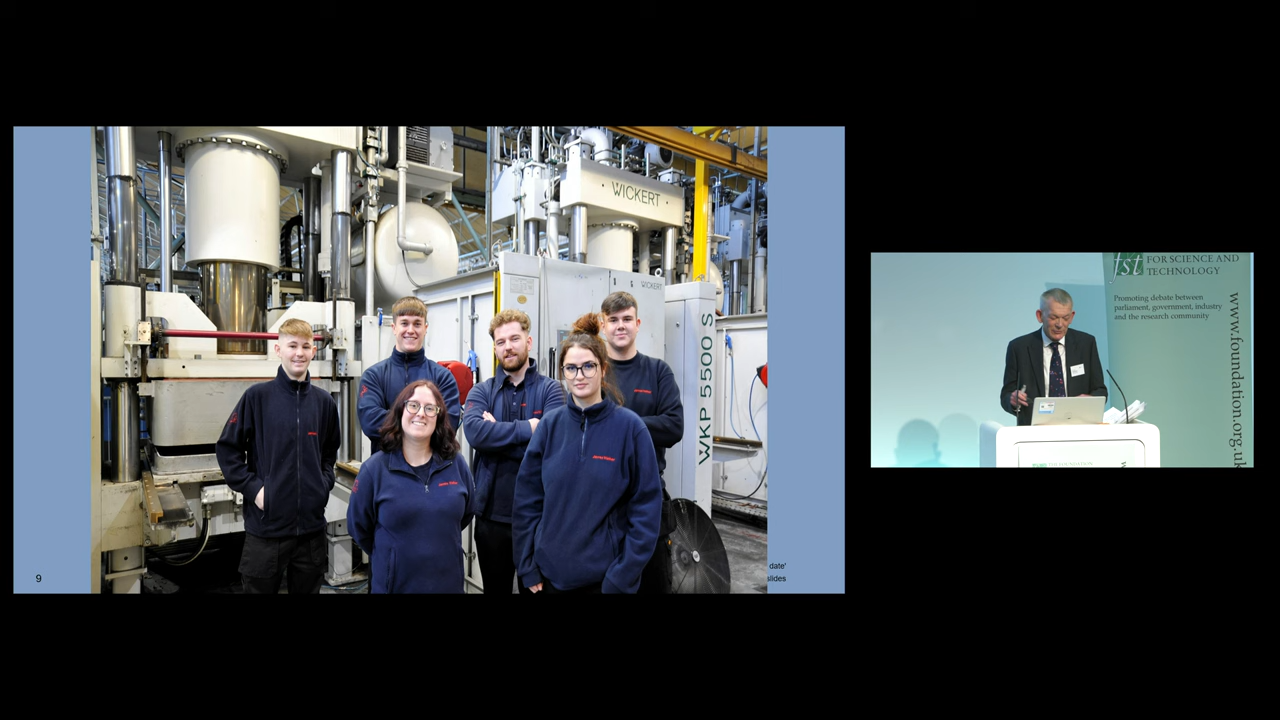 WICKERT
WICKERT
WKP 5500 S
9
date'
slides
fst FOR SCIENCE AND
TECHNOLOGY
Promoting debate between
parliament, government, industry
and the research community
www.foundation.org.uk